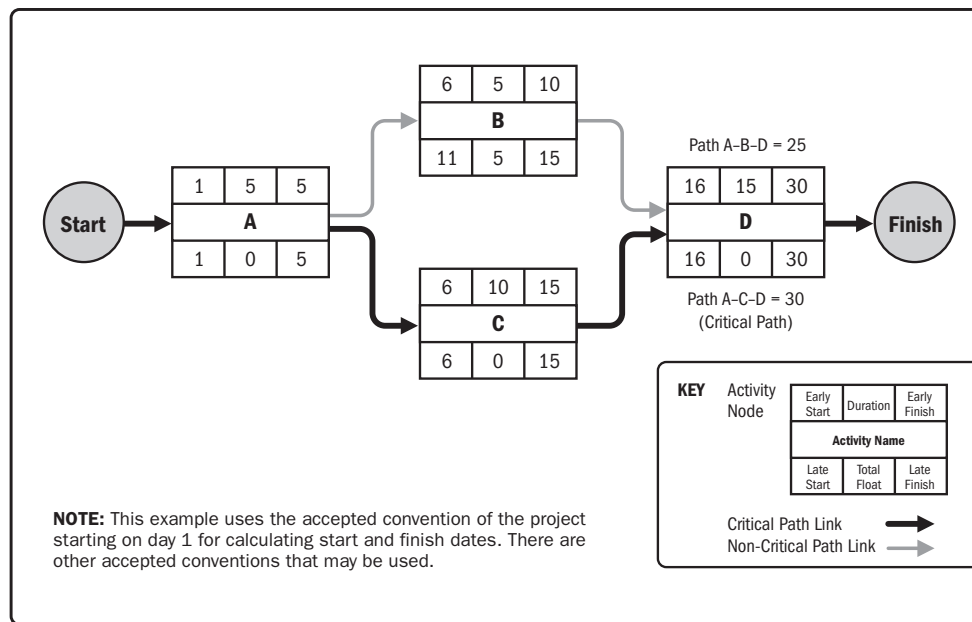 6 5 10
B
11 5 15
Path A–B–D = 25
Start
1 5 5
A
1 0 5
16 15 30
D
16 0 30
Finish
6 10 15
C
6 0 15
Path A–C–D = 30
(Critical Path)
KEY
Activity
Node
Early
Start
Duration
Early
Finish
Activity Name
Late
Start
Total
Float
Late
Finish
Critical Path Link
Non-Critical Path Link
NOTE: This example uses the accepted convention of the project
starting on day 1 for calculating start and finish dates. There are
other accepted conventions that may be used.